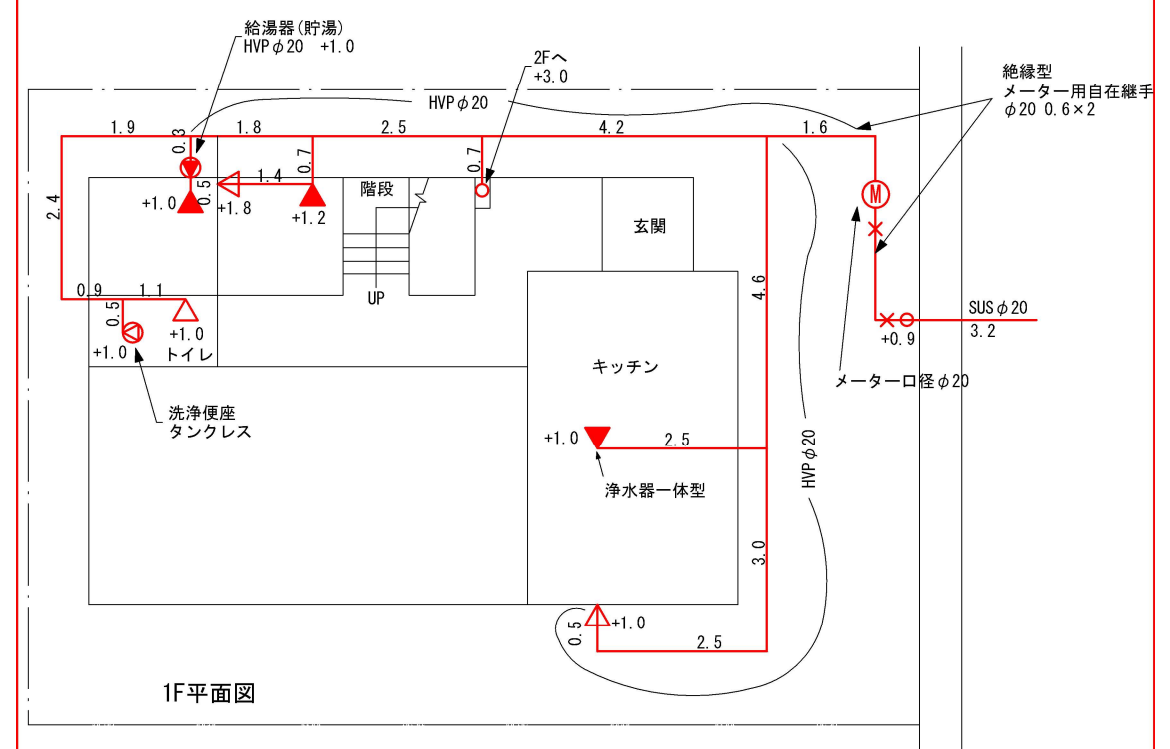 給湯器(貯湯)
HVPφ20 +1.0
2Fへ
+3.0
絶縁型
メーター用自在継手
φ20 0.6×2
HVPφ20
1.9
0.3
1.8
2.5
4.2
1.6
0.7
0.7
0.5
1.4
階段
+1.0
+1.8
+1.2
2.4
M
玄関
UP
4.6
0.9
1.1
0.5
SUSφ20
3.2
+0.9
+1.0
+1.0
トイレ
キッチン
メーター口径φ20
洗浄便座
タンクレス
+1.0
2.5
HVPφ20
浄水器一体型
3.0
0.5
+1.0
2.5
1F平面図